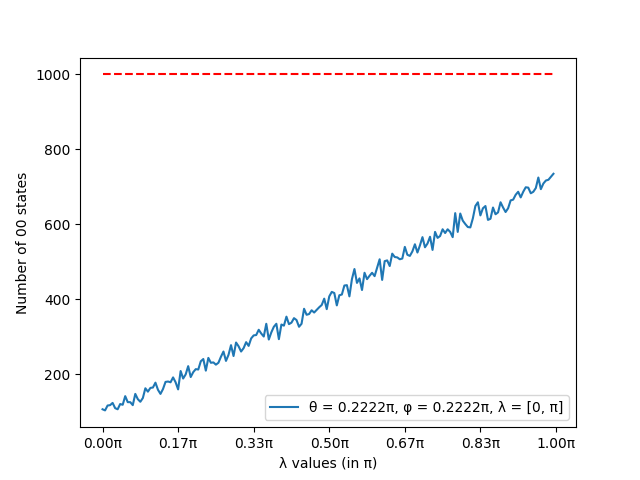 1000
800
600
400
200
Number of 00 states
θ = 0.2222π, φ = 0.2222π, λ = [0, π]
0.00π 0.17π 0.33π 0.50π 0.67π 0.83π 1.00π
λ values (in π)